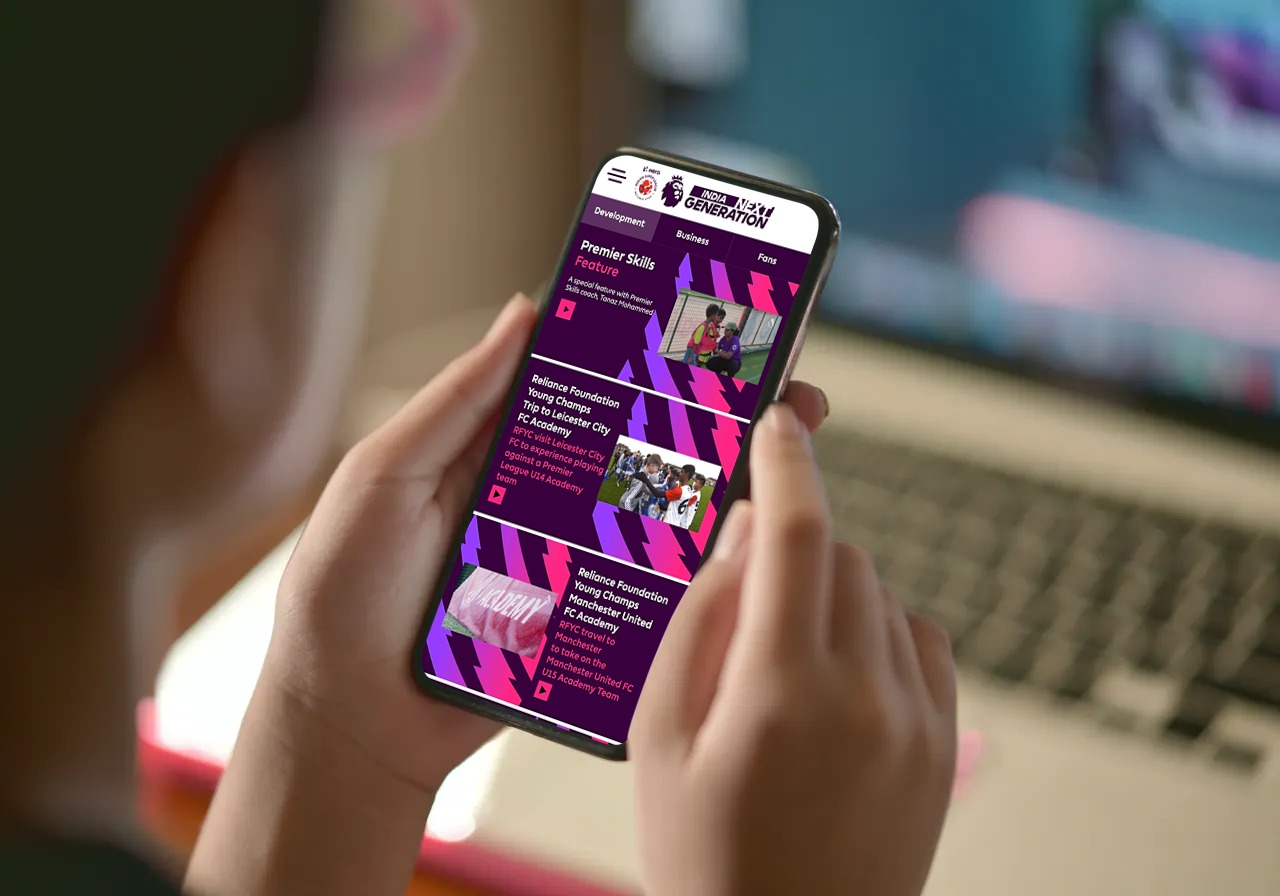 Hero
INDIA NEXT
GENERATION
Development
Business
Fans
Premier Skills
Feature
A special feature with Premier
Skills coach, Tanaz Mohammed
Reliance Foundation
Young Champs
Trip to Leicester City
FC Academy
RFYC visit Leicester City
FC to experience playing
against a Premier
League U14 Academy
team
6
ACADEMY
Reliance Foundation
Young Champs
Manchester United
FC Academy
RFYC travel to
Manchester
to take on the
Manchester United FC
U15 Academy Team